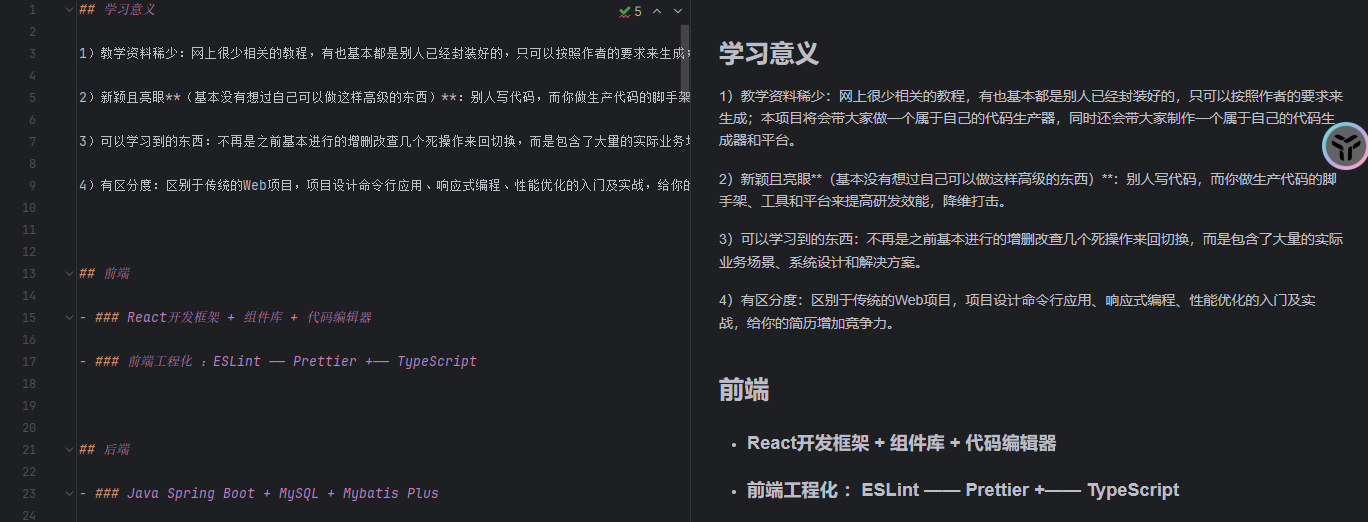 1
## 学习意义
5
2
3
1）教学资料稀少：网上很少相关的教程，有也基本都是别人已经封装好的，只可以按照作者的要求来生成
4
5
2）新颖且亮眼**（基本没有想过自己可以做这样高级的东西）**：别人写代码，而你做生产代码的脚手架
6
7
3）可以学习到的东西：不再是之前基本进行的增删改查几个死操作来回切换，而是包含了大量的实际业务
8
9
4）有区分度：区别于传统的Web项目，项目设计命令行应用、响应式编程、性能优化的入门及实战，给你的
10
11
12
13
## 前端
14
15
- ### React开发框架 + 组件库 + 代码编辑器
16
17
- ### 前端工程化 ：ESLint —— Prettier +—— TypeScript
18
19
20
21
## 后端
22
23
- ### Java Spring Boot + MySQL + Mybatis Plus
24
学习意义
1）教学资料稀少：网上很少相关的教程，有也基本都是别人已经封装好的，只可以按照作者的要求来
生成；本项目将会带大家做一个属于自己的代码生产器，同时还会带大家制作一个属于自己的代码生
成器和平台。
2）新颖且亮眼**（基本没有想过自己可以做这样高级的东西）**：别人写代码，而你做生产代码的脚
手架、工具和平台来提高研发效能，降维打击。
3）可以学习到的东西：不再是之前基本进行的增删改查几个死操作来回切换，而是包含了大量的实际
业务场景、系统设计和解决方案。
4）有区分度：区别于传统的Web项目，项目设计命令行应用、响应式编程、性能优化的入门及实
战，给你的简历增加竞争力。
前端
• React开发框架 + 组件库 + 代码编辑器
• 前端工程化 ：ESLint —— Prettier +—— TypeScript